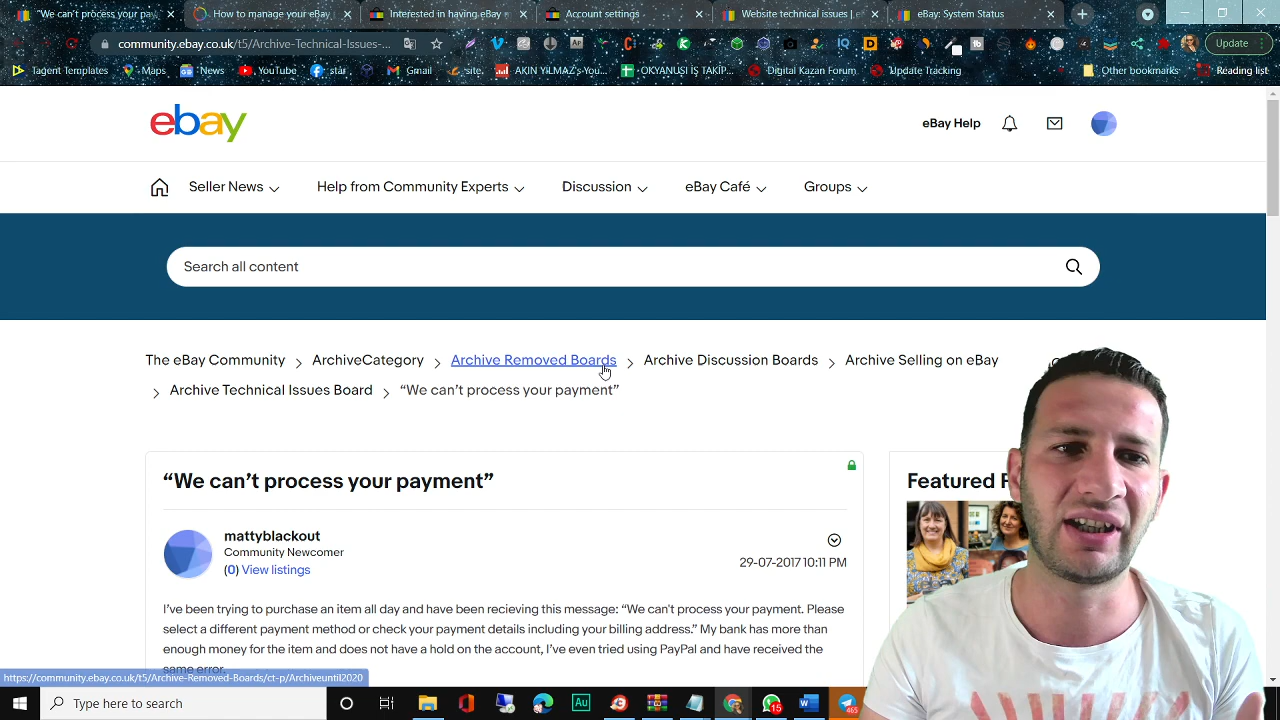 "We can't process your pay
How to manage your eBay
Interested in having eBay m
Account settings
Website technical issues | e
eBay: System Status
community.ebay.co.uk/t5/Archive-Technical-Issues-...
Update
Tagent Templates
Maps
News
YouTube
star
Gmail
site.
AKIN YILMAZ's-You...
OKYANUSİ İŞ TAKİP...
Digital Kazan Forum
Update Tracking
Other bookmarks
Reading list
ebay
eBay Help
Seller News
Help from Community Experts
Discussion
eBay Café
Groups
Search all content
The eBay Community > ArchiveCategory > Archive Removed Boards > Archive Discussion Boards > Archive Selling on eBay
> Archive Technical Issues Board > “We can’t process your payment”
“We can’t process your payment”
Featured
mattyblackout
Community Newcomer
(0) View listings
29-07-2017 10:11 PM
I've been trying to purchase an item all day and have been recieving this message: “We can't process your payment. Please
select a different payment method or check your payment details including your billing address.” My bank has more than
enough money for the item and does not have a hold on the account, I've even tried using PayPal and have received the
same error.
https://community.ebay.co.uk/t5/Archive-Removed-Boards/ct-p/Archiveuntil2020
Type here to search
Au
15
465